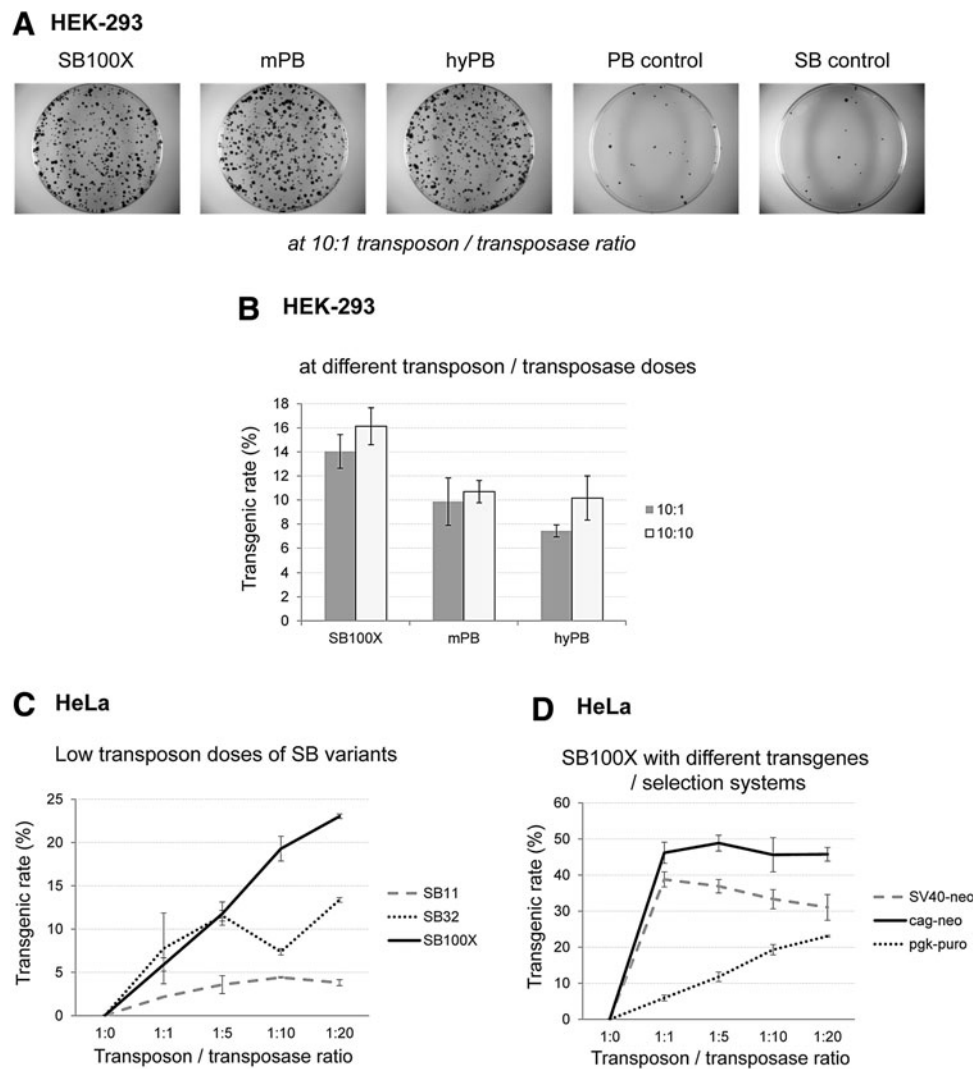 A HEK-293
SB100X mPB hyPB PB control SB control
at 10:1 transposon / transposase ratio
B HEK-293
at different transposon / transposase doses
Transgenic rate (%)
18
16
14
12
10
8
6
4
2
0
SB100X mPB hyPB
10:1
10:10
C HeLa
Low transposon doses of SB variants
Transgenic rate (%)
25
20
15
10
5
0
1:0 1:1 1:5 1:10 1:20
Transposon / transposase ratio
SB11
SB32
SB100X
D HeLa
SB100X with different transgenes
/ selection systems
Transgenic rate (%)
60
50
40
30
20
10
0
1:0 1:1 1:5 1:10 1:20
Transposon / transposase ratio
SV40-neo
cag-neo
pgk-puro